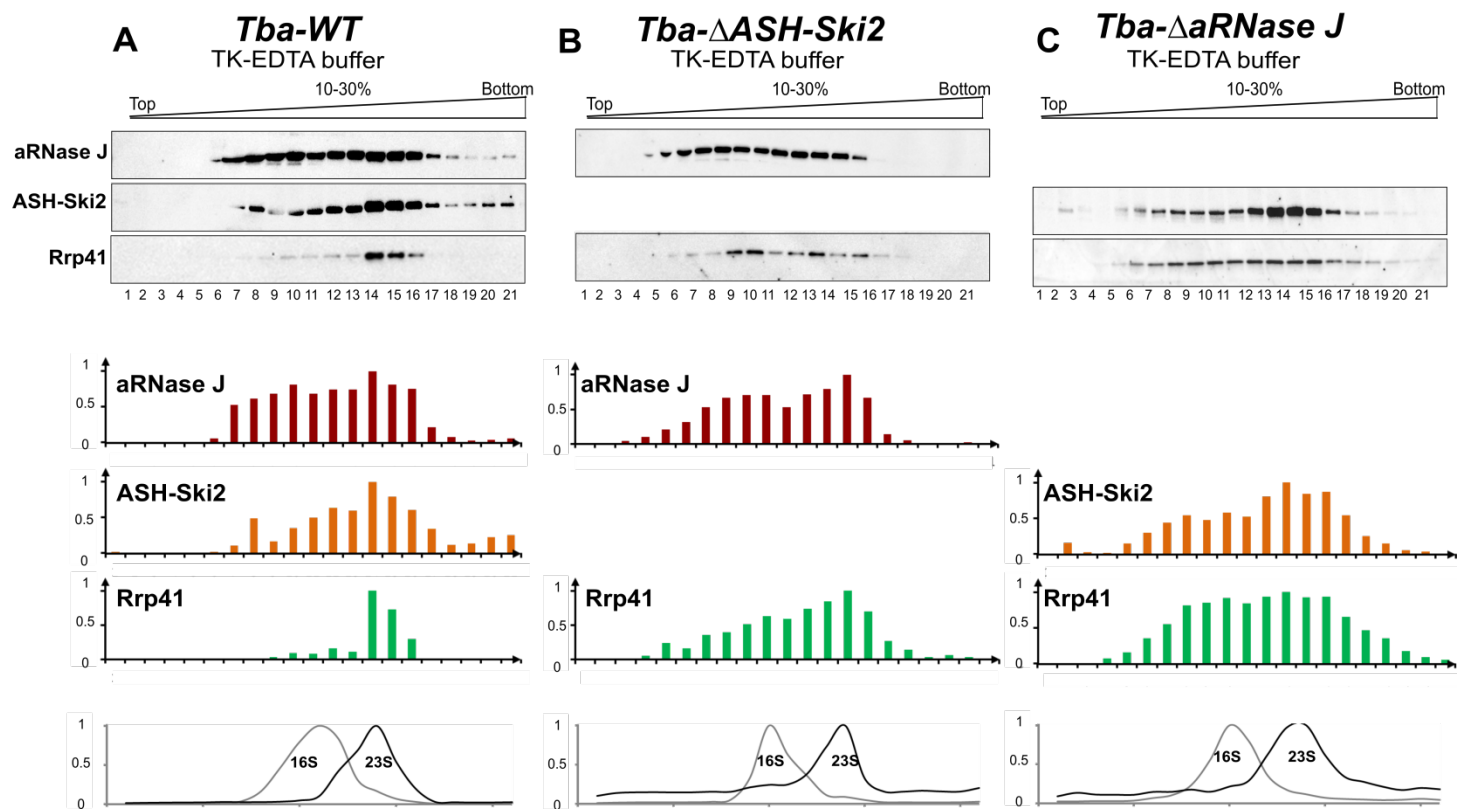 A
Tba-WT
TK-EDTA buffer
Top
10-30%
Bottom
aRNase J
ASH-Ski2
Rrp41
1 2 3 4 5 6 7 8 9 10 11 12 13 14 15 16 17 18 19 20 21
B
Tba-ΔASH-Ski2
TK-EDTA buffer
Top
10-30%
Bottom
1 2 3 4 5 6 7 8 9 10 11 12 13 14 15 16 17 18 19 20 21
C
Tba-ΔaRNase J
TK-EDTA buffer
Top
10-30%
Bottom
1 2 3 4 5 6 7 8 9 10 11 12 13 14 15 16 17 18 19 20 21
1
0.5
0
aRNase J
1
0.5
0
aRNase J
1
0.5
0
ASH-Ski2
1
0.5
0
ASH-Ski2
1
0.5
0
Rrp41
1
0.5
0
Rrp41
1
0.5
0
Rrp41
1
0.5
0
16S
23S
1
0.5
0
16S
23S
1
0.5
0
16S
23S